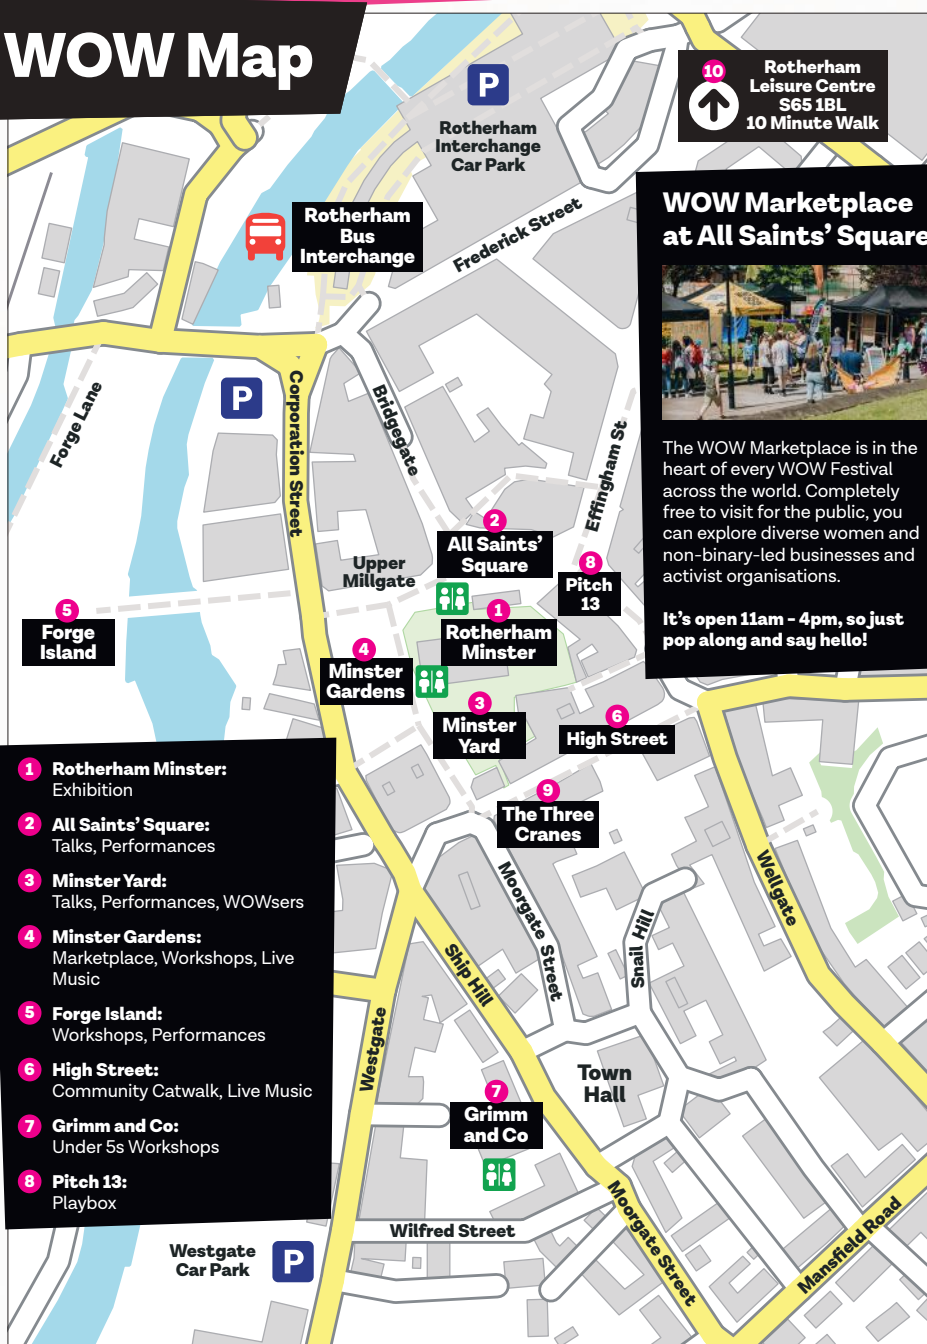 WOW Map
10
Rotherham
Leisure Centre
S65 1BL
10 Minute Walk
P
Rotherham
Interchange
Car Park
Rotherham
Bus
Interchange
Frederick Street
WOW Marketplace
at All Saints' Square
The WOW Marketplace is in the
heart of every WOW Festival
across the world. Completely
free to visit for the public, you
can explore diverse women and
non-binary-led businesses and
activist organisations.
It's open 11am - 4pm, so just
pop along and say hello!
P
Forge Lane
Corporation Street
Bridgegate
Effingham St
2
All Saints'
Square
Upper
Millgate
8
Pitch
13
5
Forge
Island
1
Rotherham
Minster
4
Minster
Gardens
3
Minster
Yard
6
High Street
9
The Three
Cranes
1
Rotherham Minster:
Exhibition
2
All Saints' Square:
Talks, Performances
3
Minster Yard:
Talks, Performances, WOWsers
4
Minster Gardens:
Marketplace, Workshops, Live
Music
5
Forge Island:
Workshops, Performances
6
High Street:
Community Catwalk, Live Music
7
Grimm and Co:
Under 5s Workshops
8
Pitch 13:
Playbox
Moorgate Street
Snail Hill
Wellgate
Ship Hill
Westgate
Town
Hall
7
Grimm
and Co
Wilfred Street
Moorgate Street
Mansfield Road
Westgate
Car Park
P